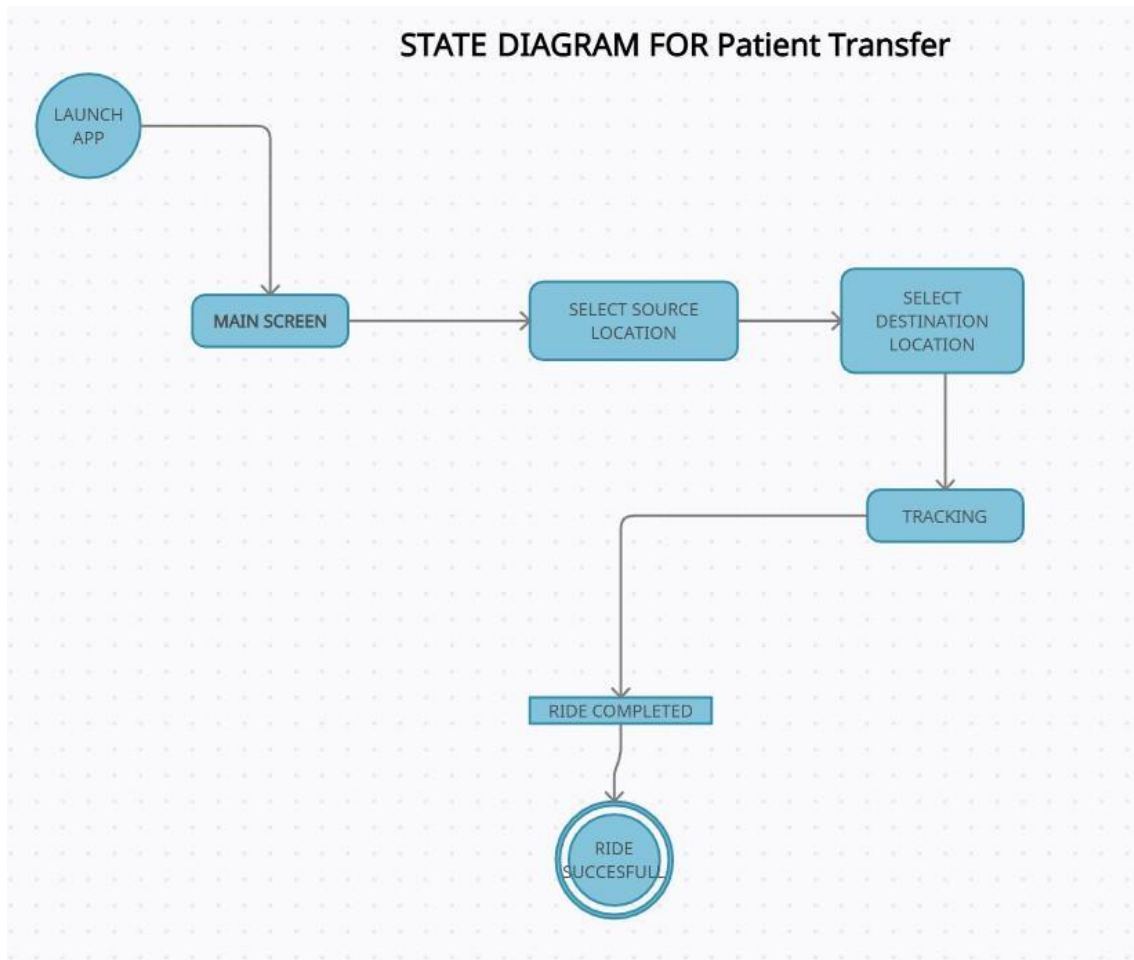 STATE DIAGRAM FOR Patient Transfer
LAUNCH
APP
MAIN SCREEN
SELECT SOURCE
LOCATION
SELECT
DESTINATION
LOCATION
TRACKING
RIDE COMPLETED
RIDE
SUCCESFULL